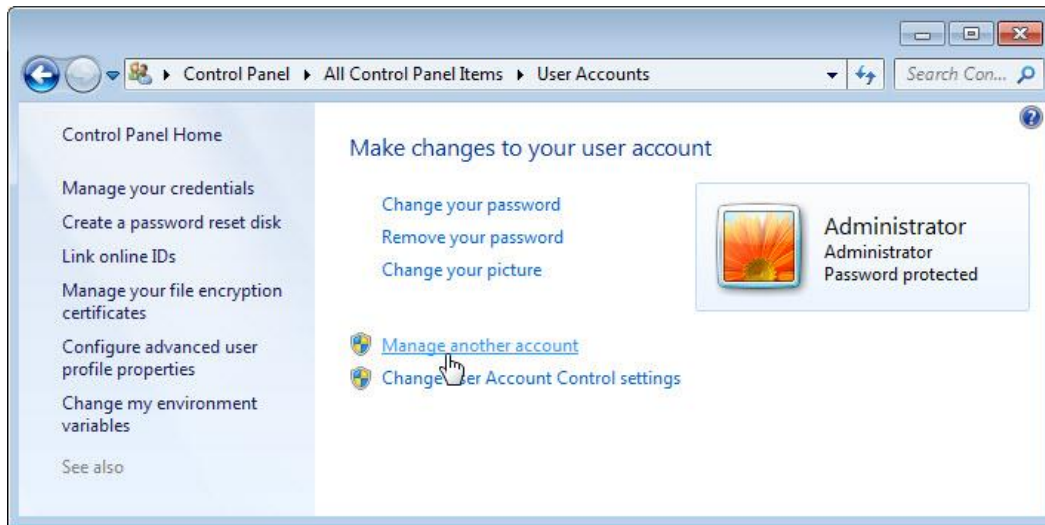 Control Panel ▸ All Control Panel Items ▸ User Accounts
Search Con...
Control Panel Home
Manage your credentials
Create a password reset disk
Link online IDs
Manage your file encryption
certificates
Configure advanced user
profile properties
Change my environment
variables
See also
Make changes to your user account
Change your password
Remove your password
Change your picture
Manage another account
Change User Account Control settings
Administrator
Administrator
Password protected